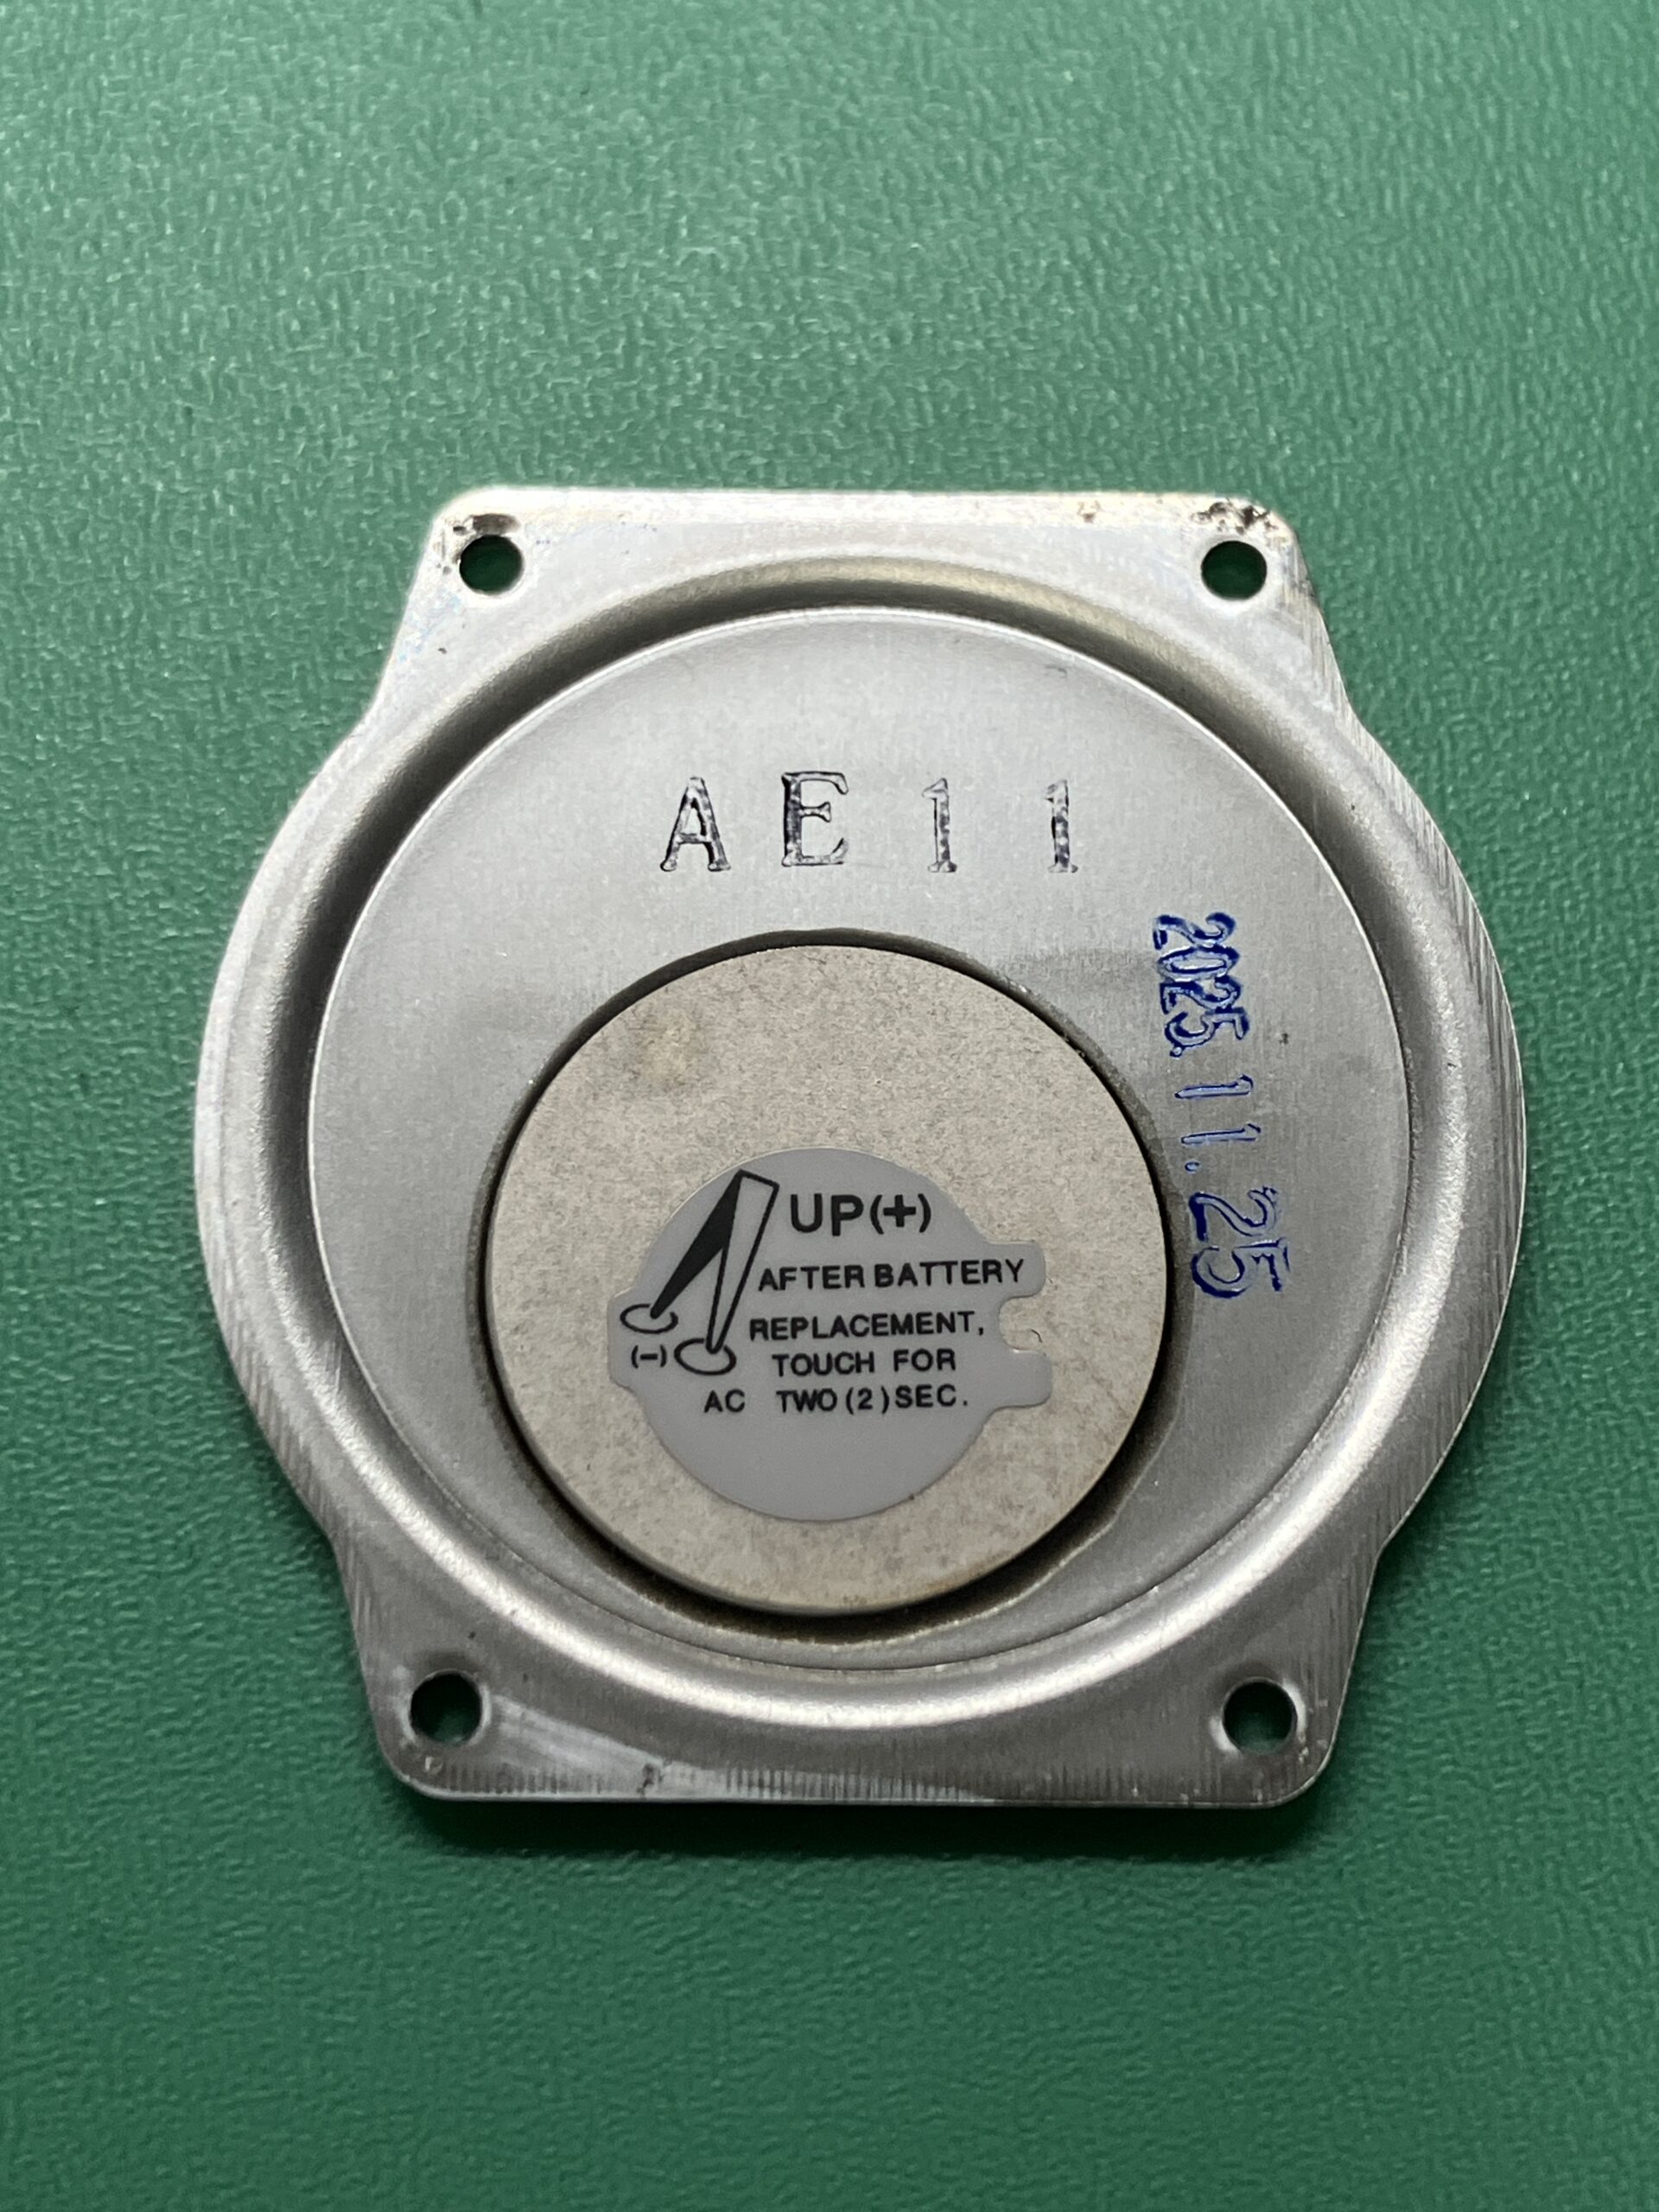 AE11
2025.11.25
UP(+)
AFTER BATTERY
REPLACEMENT,
(-) TOUCH FOR
AC TWO(2)SEC.